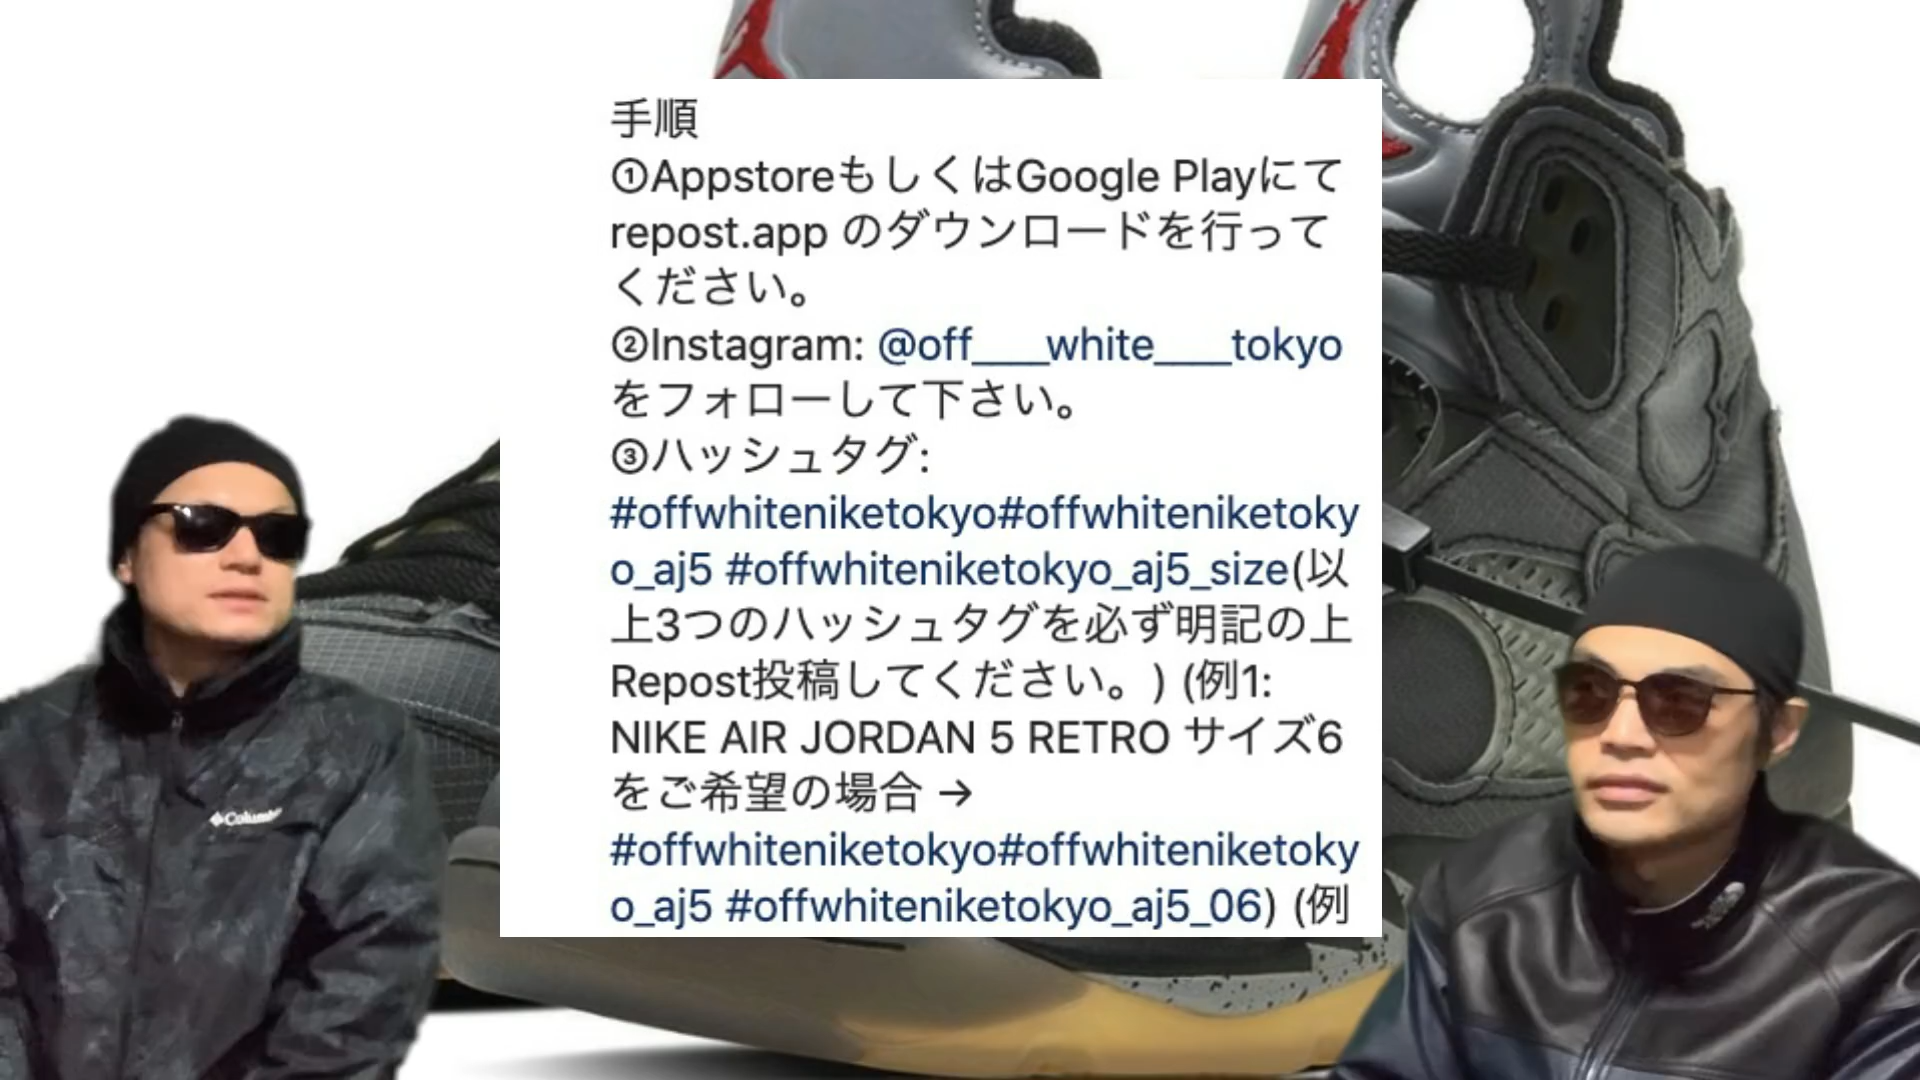 手順
①AppstoreもしくはGoogle Playにて
repost.app のダウンロードを行って
ください。
②Instagram: @off____white____tokyo
をフォローして下さい。
③ハッシュタグ:
#offwhiteniketokyo#offwhiteniketoky
o_aj5 #offwhiteniketokyo_aj5_size(以
上3つのハッシュタグを必ず明記の上
Repost投稿してください。) (例1:
NIKE AIR JORDAN 5 RETRO サイズ6
をご希望の場合 →
#offwhiteniketokyo#offwhiteniketoky
o_aj5 #offwhiteniketokyo_aj5_06) (例
Columbia